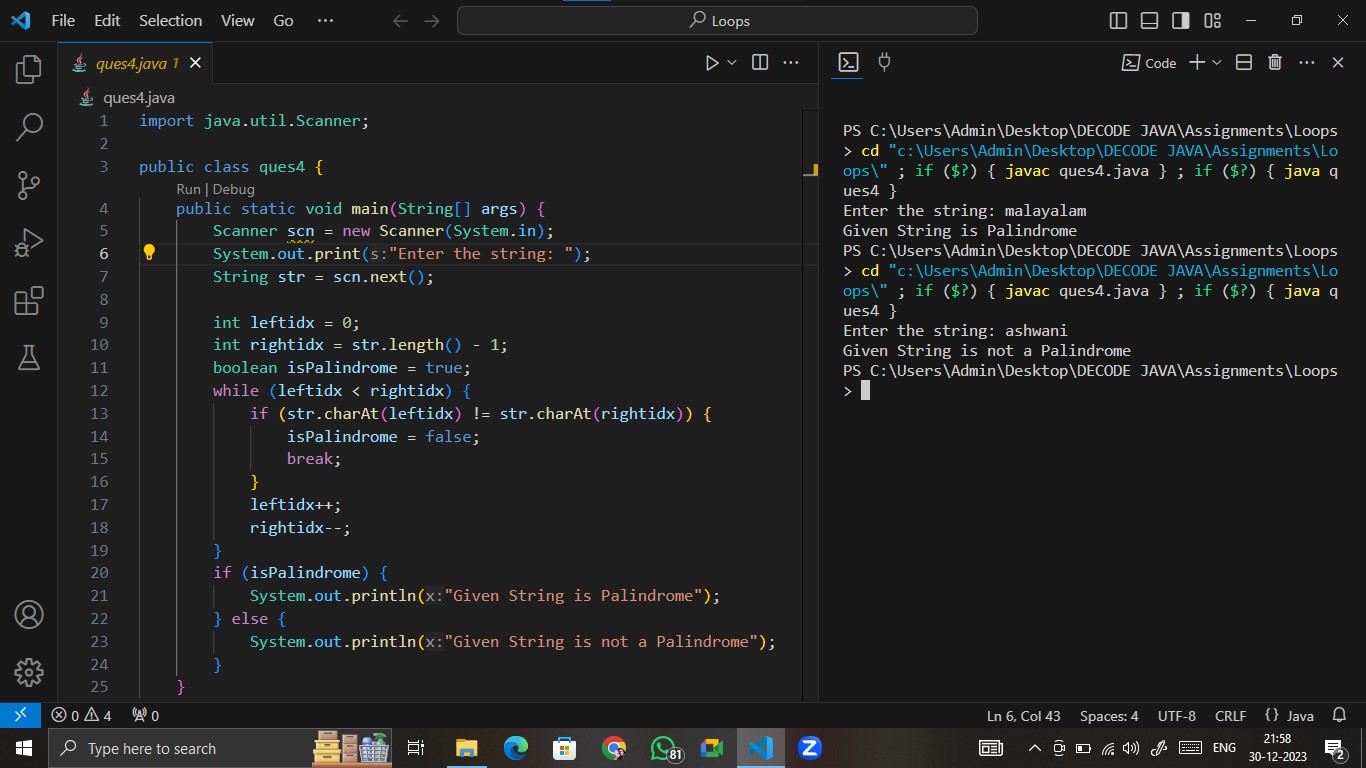 File Edit Selection View Go ··· Loops
ques4.java 1
Code
ques4.java
1 import java.util.Scanner;
2
3 public class ques4 {
Run | Debug
4 public static void main(String[] args) {
5 Scanner scn = new Scanner(System.in);
6 System.out.print(s:"Enter the string: ");
7 String str = scn.next();
8
9 int leftidx = 0;
10 int rightidx = str.length() - 1;
11 boolean isPalindrome = true;
12 while (leftidx < rightidx) {
13 if (str.charAt(leftidx) != str.charAt(rightidx)) {
14 isPalindrome = false;
15 break;
16 }
17 leftidx++;
18 rightidx--;
19 }
20 if (isPalindrome) {
21 System.out.println(x:"Given String is Palindrome");
22 } else {
23 System.out.println(x:"Given String is not a Palindrome");
24 }
25 }
PS C:\Users\Admin\Desktop\DECODE JAVA\Assignments\Loops
> cd "c:\Users\Admin\Desktop\DECODE JAVA\Assignments\Lo
ops\" ; if ($?) { javac ques4.java } ; if ($?) { java q
ues4 }
Enter the string: malayalam
Given String is Palindrome
PS C:\Users\Admin\Desktop\DECODE JAVA\Assignments\Loops
> cd "c:\Users\Admin\Desktop\DECODE JAVA\Assignments\Lo
ops\" ; if ($?) { javac ques4.java } ; if ($?) { java q
ues4 }
Enter the string: ashwani
Given String is not a Palindrome
PS C:\Users\Admin\Desktop\DECODE JAVA\Assignments\Loops
>
0 4 0 Ln 6, Col 43 Spaces: 4 UTF-8 CRLF {} Java
Type here to search 81 ENG 21:58
30-12-2023 2